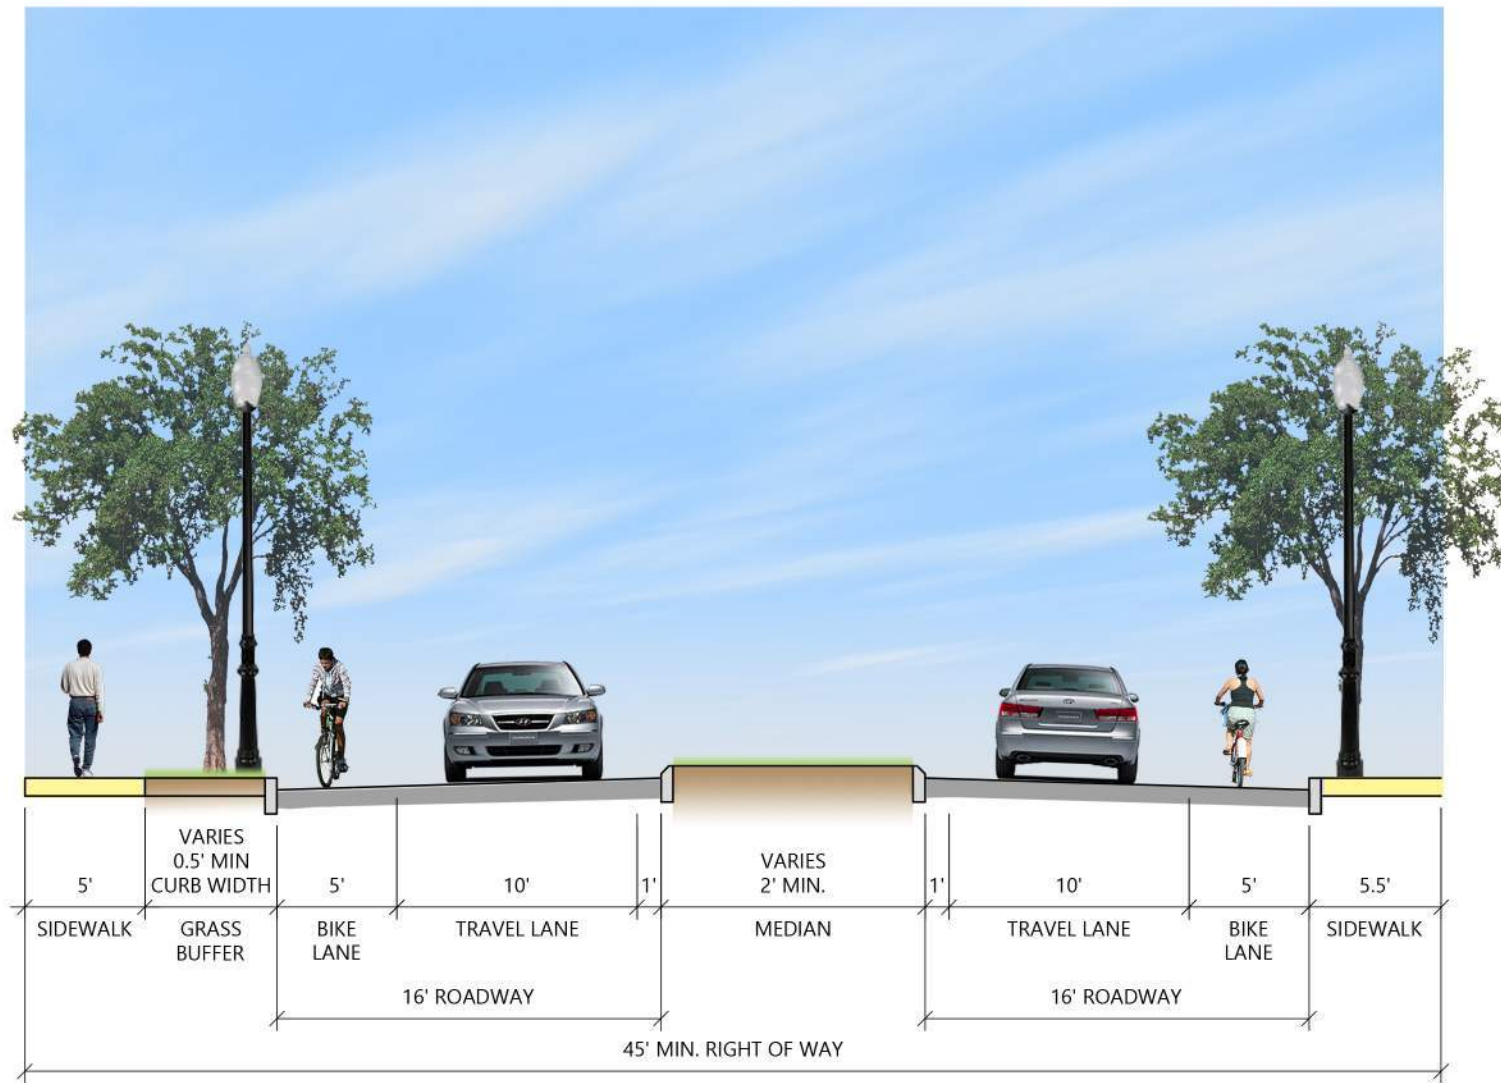 VARIES
0.5' MIN
CURB WIDTH
VARIES
2' MIN.
5'
5'
10'
1'
1'
10'
5'
5.5'
SIDEWALK
GRASS
BUFFER
BIKE
LANE
TRAVEL LANE
MEDIAN
TRAVEL LANE
BIKE
LANE
SIDEWALK
16' ROADWAY
16' ROADWAY
45' MIN. RIGHT OF WAY